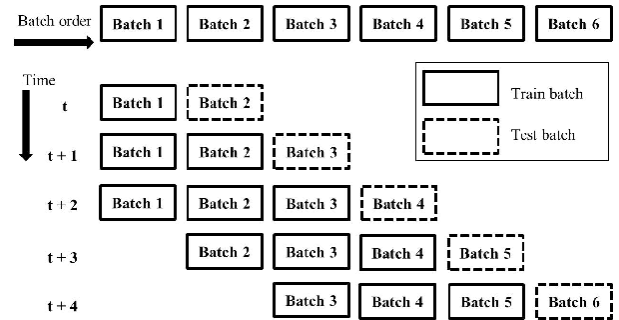 Batch order Batch 1 Batch 2 Batch 3 Batch 4 Batch 5 Batch 6
Time
t Batch 1 Batch 2
t + 1 Batch 1 Batch 2 Batch 3
t + 2 Batch 1 Batch 2 Batch 3 Batch 4
t + 3 Batch 2 Batch 3 Batch 4 Batch 5
t + 4 Batch 3 Batch 4 Batch 5 Batch 6
Train batch
Test batch